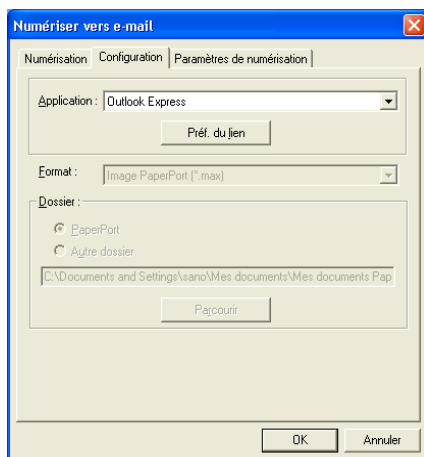 Numériser vers e-mail
Numérisation Configuration Paramètres de numérisation
Application : Outlook Express
Préf. du lien
Format : Image PaperPort (*.max)
Dossier :
PaperPort
Autre dossier
C:\Documents and Settings\sano\Mes documents\Mes documents Pap
Parcourir
OK Annuler